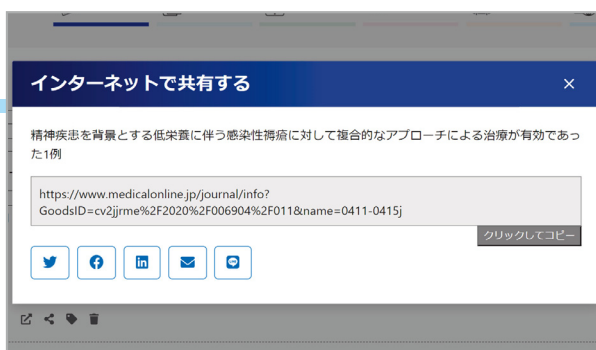 インターネットで共有する
×
精神疾患を背景とする低栄養に伴う感染性褥瘡に対して複合的なアプローチによる治療が有効であっ
た1例
https://www.medicalonline.jp/journal/info?
GoodsID=cv2jjrme%2F2020%2F006904%2F011&name=0411-0415j
クリックしてコピー